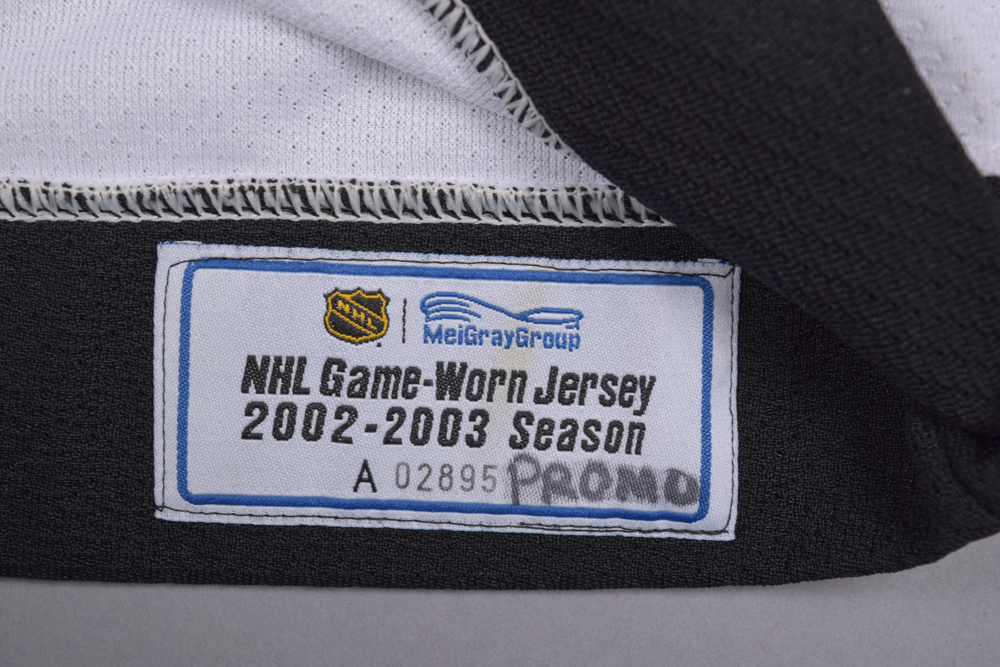 NHL | MeiGrayGroup
NHL Game-Worn Jersey
2002-2003 Season
A 02895 PROMO